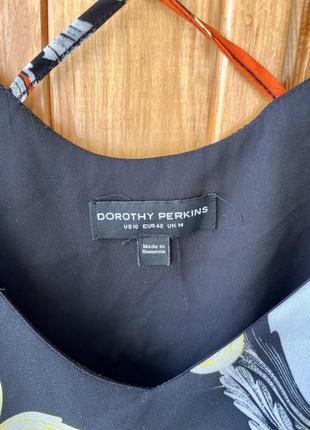 DOROTHY PERKINS
US 10 EUR 42 UK 14
Made in
Romania